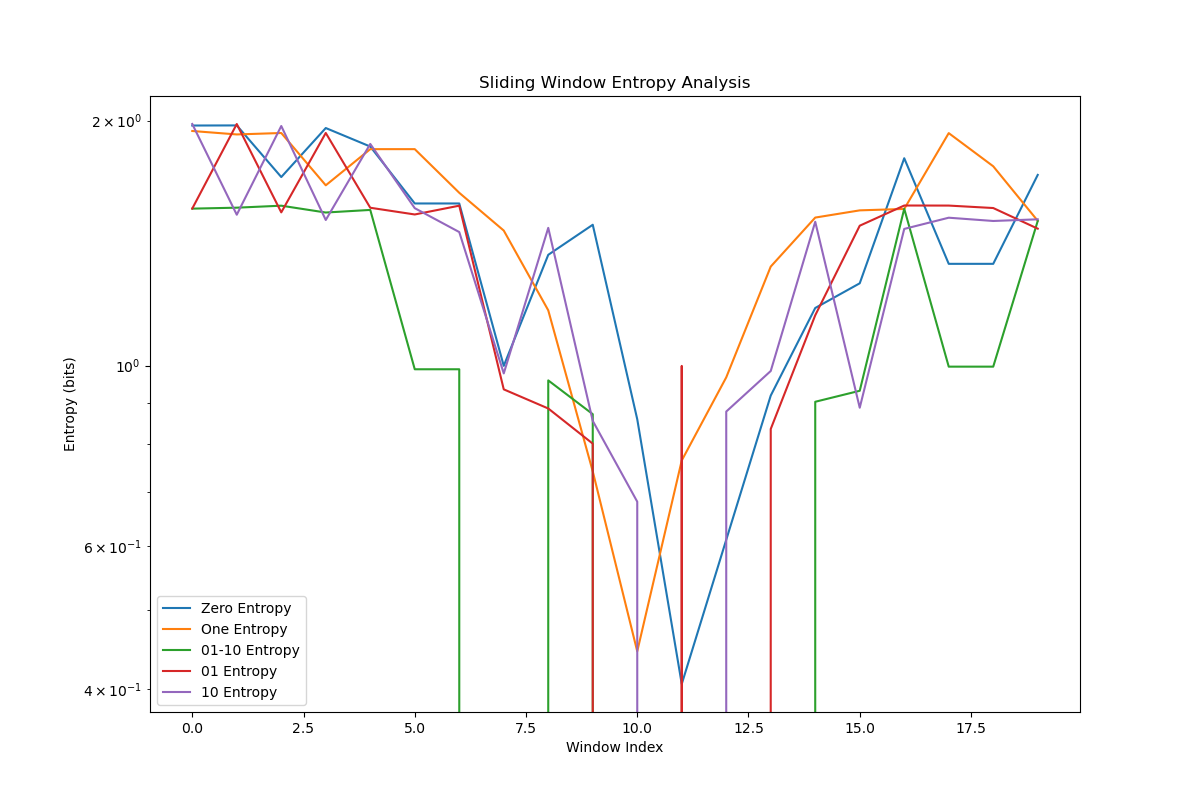 Sliding Window Entropy Analysis
Entropy (bits)
2 × 10⁰
10⁰
6 × 10⁻¹
4 × 10⁻¹
Zero Entropy
One Entropy
01-10 Entropy
01 Entropy
10 Entropy
0.0 2.5 5.0 7.5 10.0 12.5 15.0 17.5
Window Index